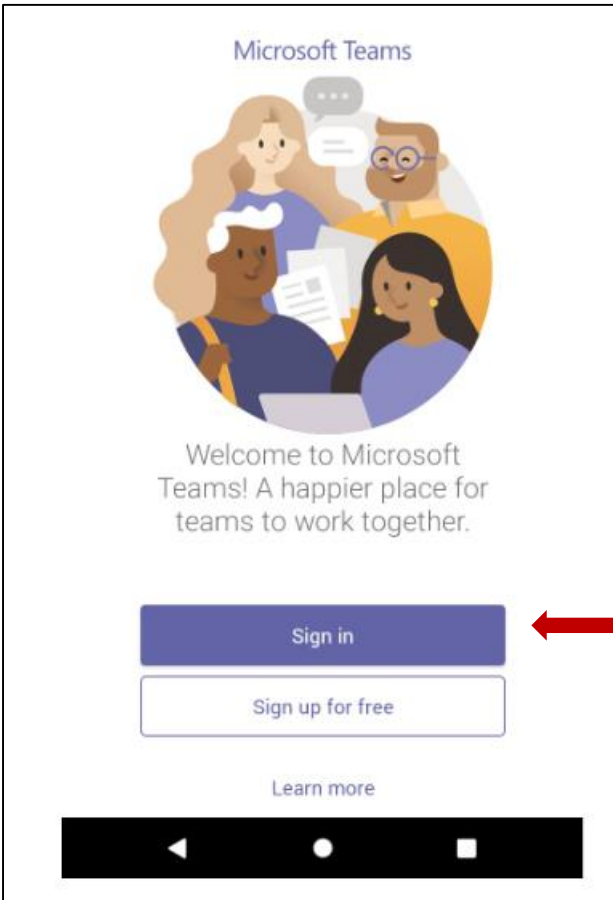 Microsoft Teams
Welcome to Microsoft
Teams! A happier place for
teams to work together.
Sign in
Sign up for free
Learn more